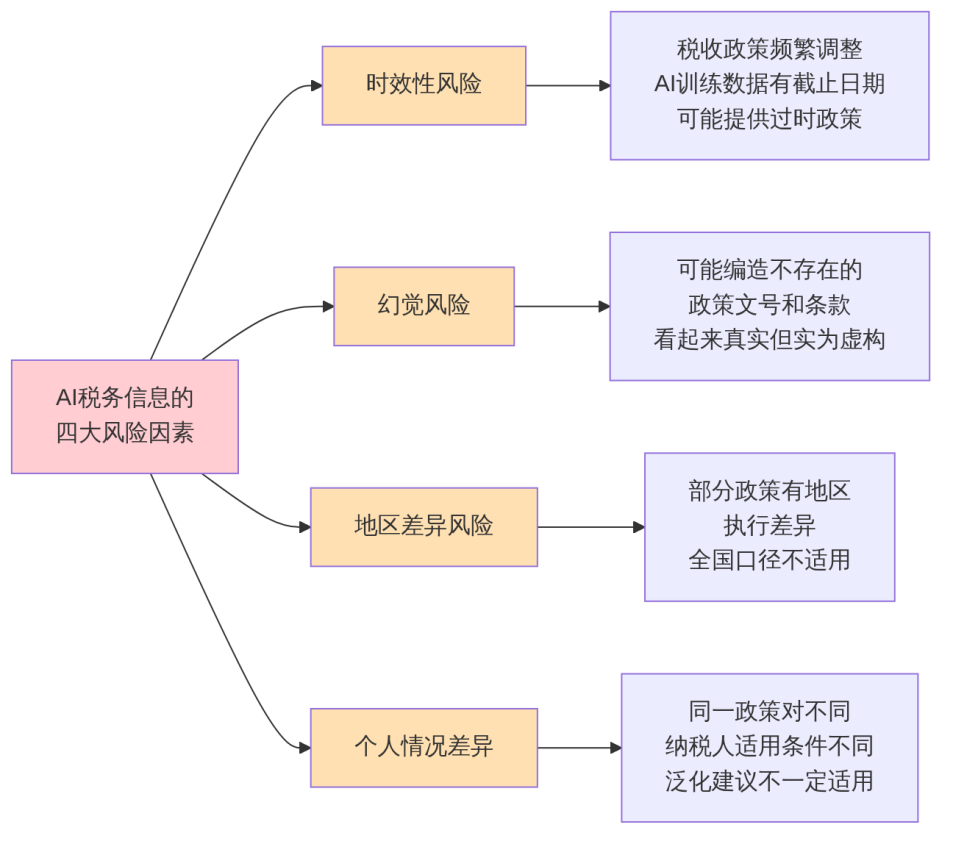 AI税务信息的
四大风险因素
时效性风险
税收政策频繁调整
AI训练数据有截止日期
可能提供过时政策
幻觉风险
可能编造不存在的
政策文号和条款
看起来真实但实为虚构
地区差异风险
部分政策有地区
执行差异
全国口径不适用
个人情况差异
同一政策对不同
纳税人适用条件不同
泛化建议不一定适用